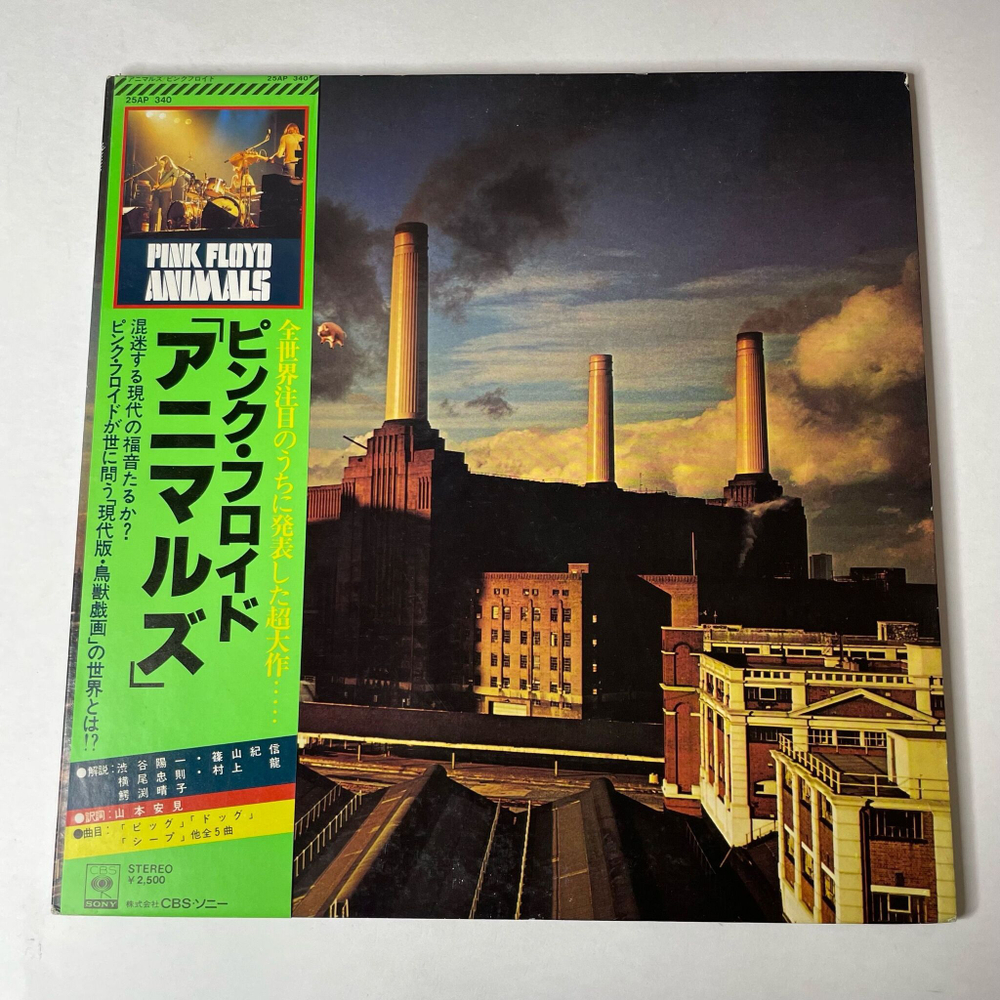 アニマルズ/ピンク・フロイド 25AP 340
25AP 340
PINK FLOYD
ANIMALS
全世界注目のうちに発表した超大作……
ピンク・フロイド
「アニマルズ」
混迷する現代の福音たるか?
ピンク・フロイドが世に問う「現代版・鳥獣戯画」の世界とは!?
●解説:渋谷陽一・篠山紀信
横尾忠則・村上龍
鰐渕晴子
●訳詞:山本安見
●曲目:「ピッグ」「ドッグ」
「シープ」他全5曲
CBS
SONY
STEREO
¥2,500
株式会社 CBS・ソニー